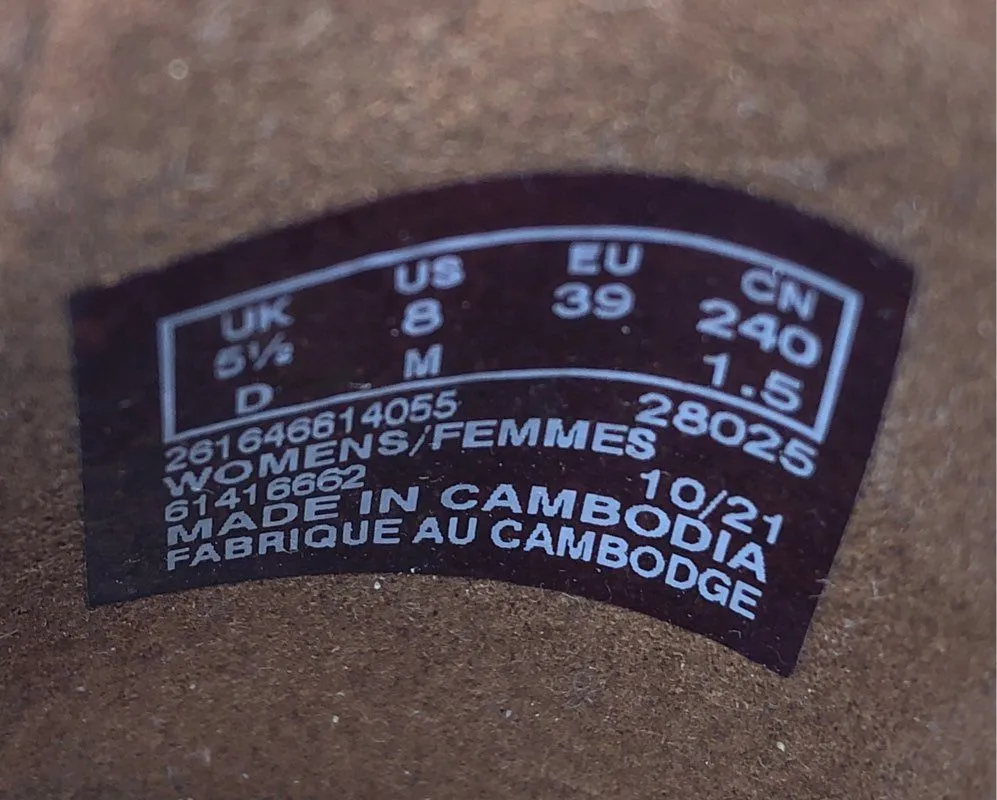 UK US EU CN
5½ 8 39 240
D M 1.5
261646614055 28025
WOMENS/FEMMES
61416662 10/21
MADE IN CAMBODIA
FABRIQUE AU CAMBODGE